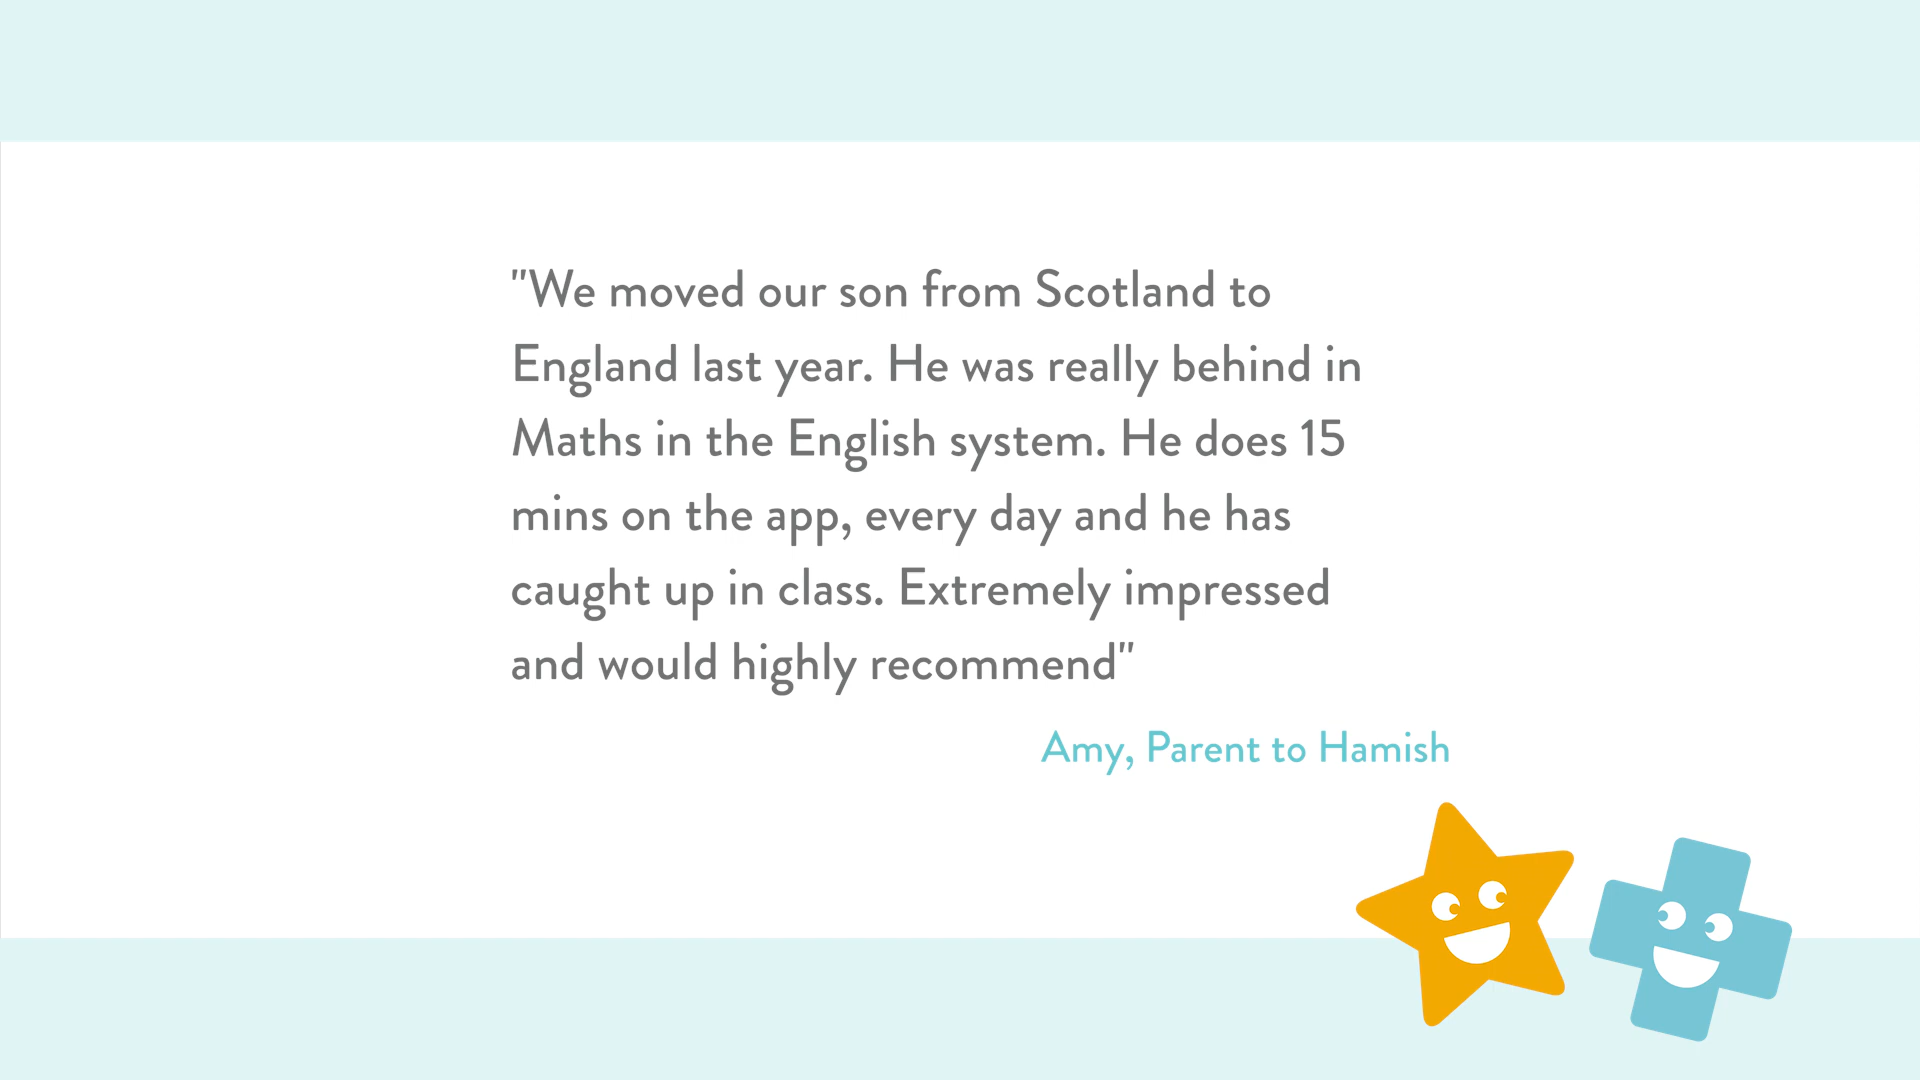 "We moved our son from Scotland to
England last year. He was really behind in
Maths in the English system. He does 15
mins on the app, every day and he has
caught up in class. Extremely impressed
and would highly recommend"
Amy, Parent to Hamish